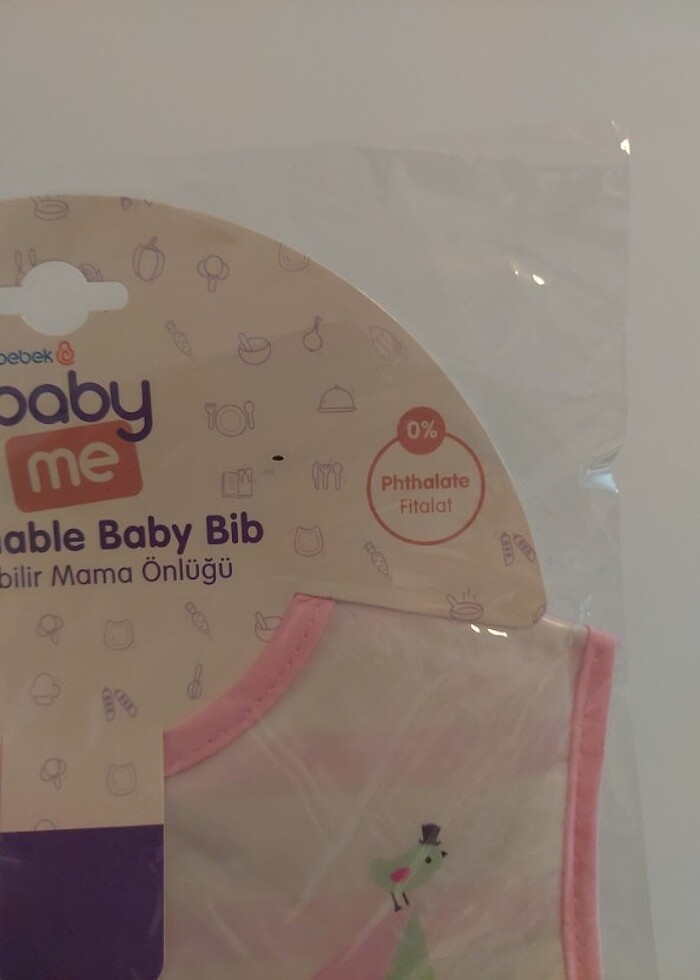 bebek
baby
me
able Baby Bib
bilir Mama Önlüğü
0%
Phthalate
Fitalat